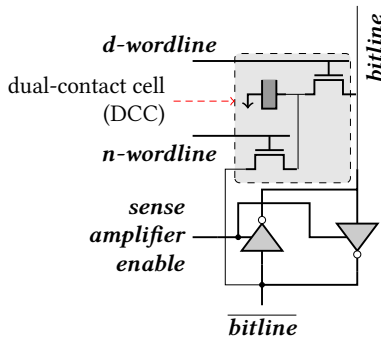 d-wordline
bitline
dual-contact cell
(DCC)
n-wordline
sense
amplifier
enable
bitline